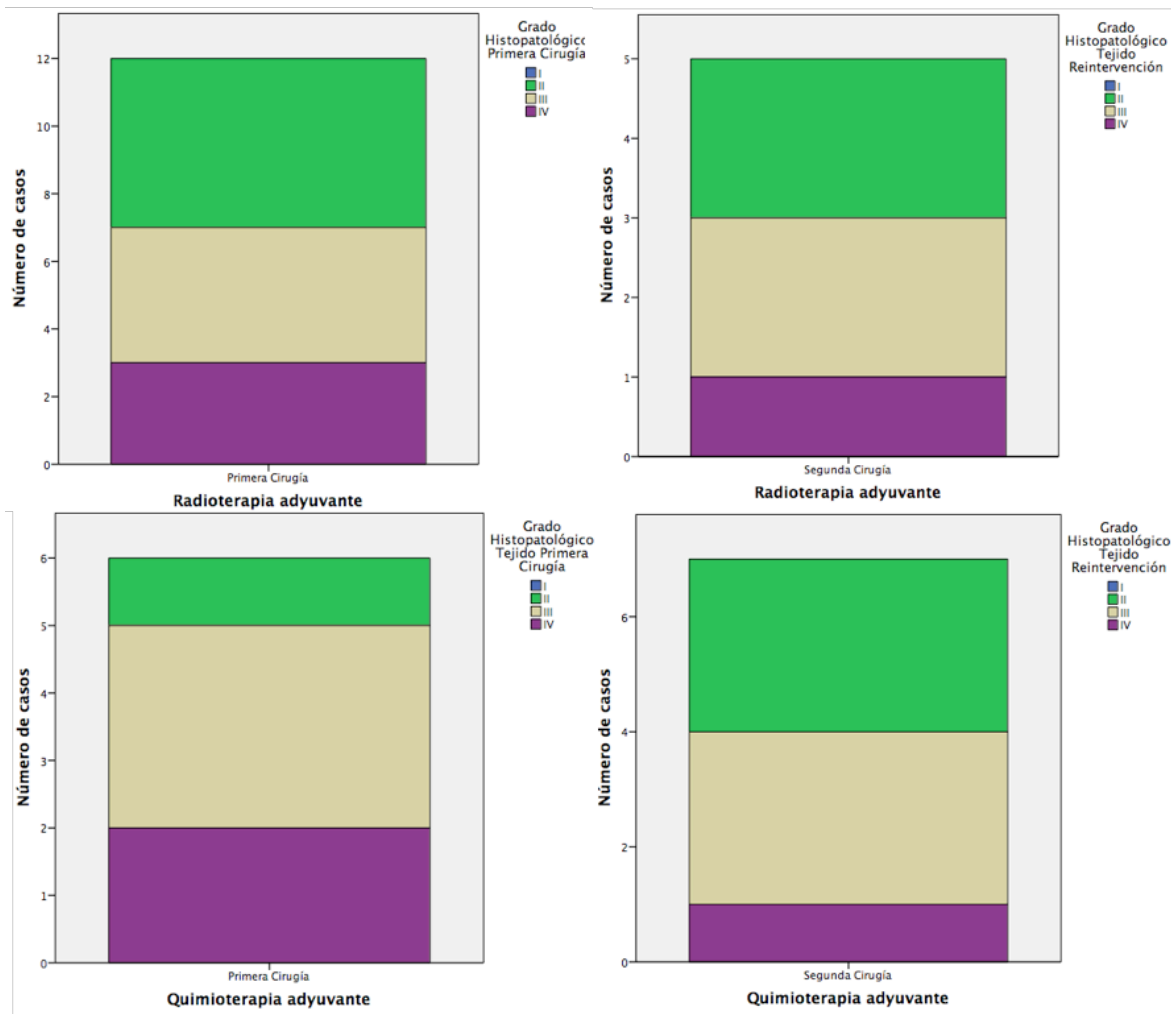 Grado
Histopatológico
Primera Cirugía
I
II
III
IV
Número de casos
12
10
8
6
4
2
0
Primera Cirugía
Radioterapia adyuvante
Grado
Histopatológico
Tejido
Reintervención
I
II
III
IV
Número de casos
5
4
3
2
1
0
Segunda Cirugía
Radioterapia adyuvante
Grado
Histopatológico
Tejido Primera
Cirugía
I
II
III
IV
Número de casos
6
5
4
3
2
1
0
Primera Cirugía
Quimioterapia adyuvante
Grado
Histopatológico
Tejido
Reintervención
I
II
III
IV
Número de casos
6
4
2
0
Segunda Cirugía
Quimioterapia adyuvante